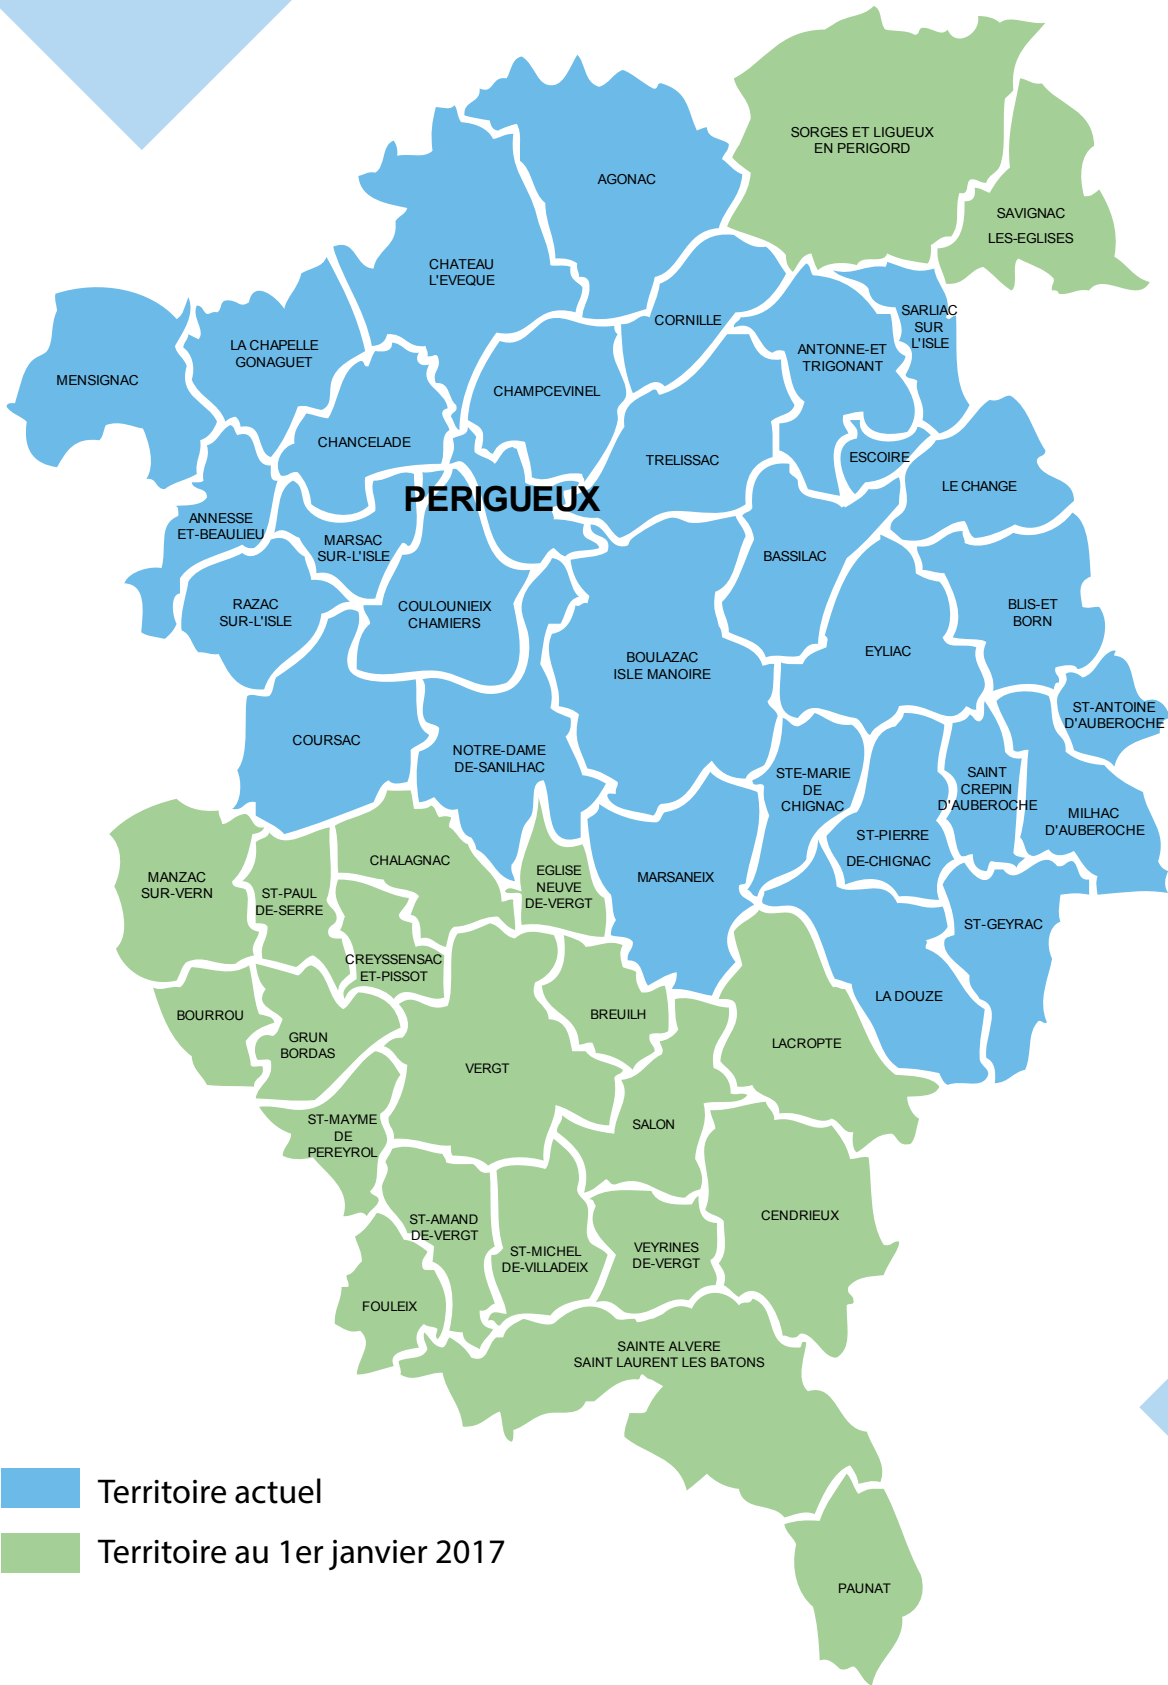 SORGES ET LIGUEUX
EN PERIGORD
AGONAC
SAVIGNAC
LES-EGLISES
CHATEAU
L'EVEQUE
SARLIAC
SUR
L'ISLE
CORNILLE
LA CHAPELLE
GONAGUET
ANTONNE-ET
TRIGONANT
MENSIGNAC
CHAMPCEVINEL
CHANCELADE
TRELISSAC
ESCOIRE
LE CHANGE
PERIGUEUX
ANNESSE
ET-BEAULIEU
MARSAC
SUR-L'ISLE
BASSILAC
RAZAC
SUR-L'ISLE
COULOUNIEIX
CHAMIERS
BLIS-ET
BORN
EYLIAC
BOULAZAC
ISLE MANOIRE
ST-ANTOINE
D'AUBEROCHE
COURSAC
NOTRE-DAME
DE-SANILHAC
STE-MARIE
DE
CHIGNAC
SAINT
CREPIN
D'AUBEROCHE
MILHAC
D'AUBEROCHE
ST-PIERRE
DE-CHIGNAC
CHALAGNAC
MANZAC
SUR-VERN
ST-PAUL
DE-SERRE
EGLISE
NEUVE
DE-VERGT
MARSANEIX
ST-GEYRAC
CREYSSENSAC
ET-PISSOT
LA DOUZE
BOURROU
BREUILH
GRUN
BORDAS
LACROPTE
VERGT
ST-MAYME
DE
PEREYROL
SALON
ST-AMAND
DE-VERGT
CENDRIEUX
ST-MICHEL
DE-VILLADEIX
VEYRINES
DE-VERGT
FOULEIX
SAINTE ALVERE
SAINT LAURENT LES BATONS
Territoire actuel
Territoire au 1er janvier 2017
PAUNAT